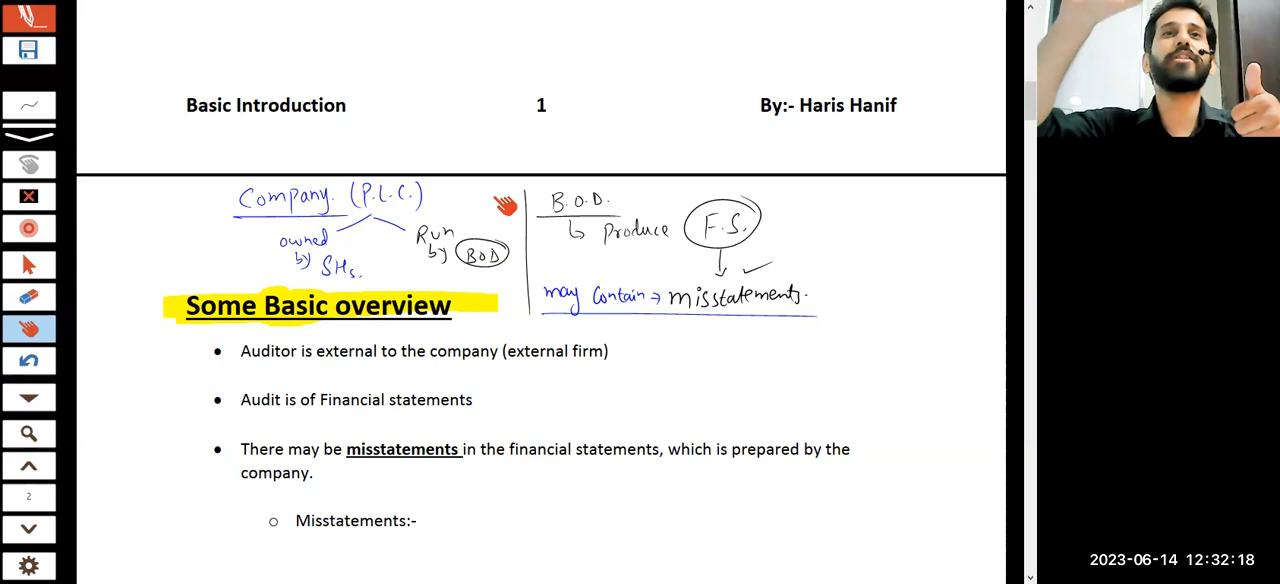 Basic Introduction 1 By:- Haris Hanif
Company (P.L.C.)
owned by SHs.
Run by BOD
B.O.D.
↳ Produce F.S.
may contain → misstatements.
Some Basic overview
• Auditor is external to the company (external firm)
• Audit is of Financial statements
• There may be misstatements in the financial statements, which is prepared by the
company.
o Misstatements:-
2
2023-06-14 12:32:18